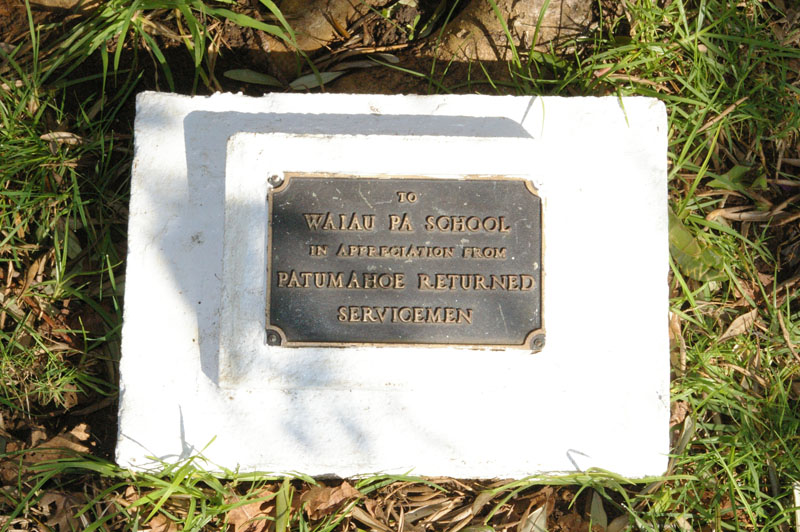 TO
WAIAU PA SCHOOL
IN APPRECIATION FROM
PATUMAHOE RETURNED
SERVICEMEN